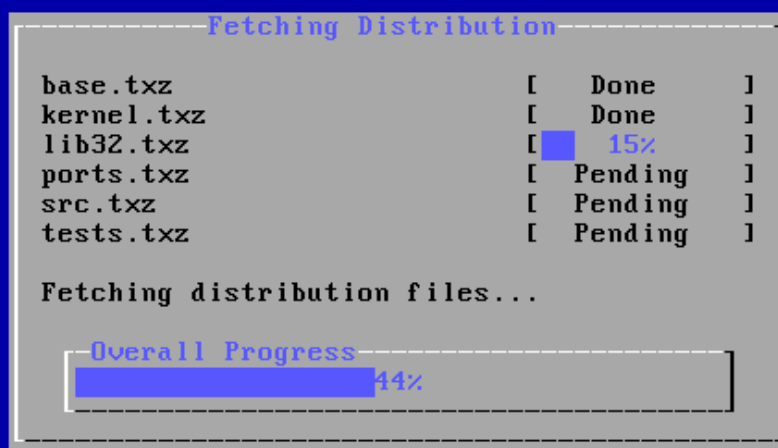 Fetching Distribution
base.txz [ Done ]
kernel.txz [ Done ]
lib32.txz [ 15% ]
ports.txz [ Pending ]
src.txz [ Pending ]
tests.txz [ Pending ]
Fetching distribution files...
Overall Progress
44%